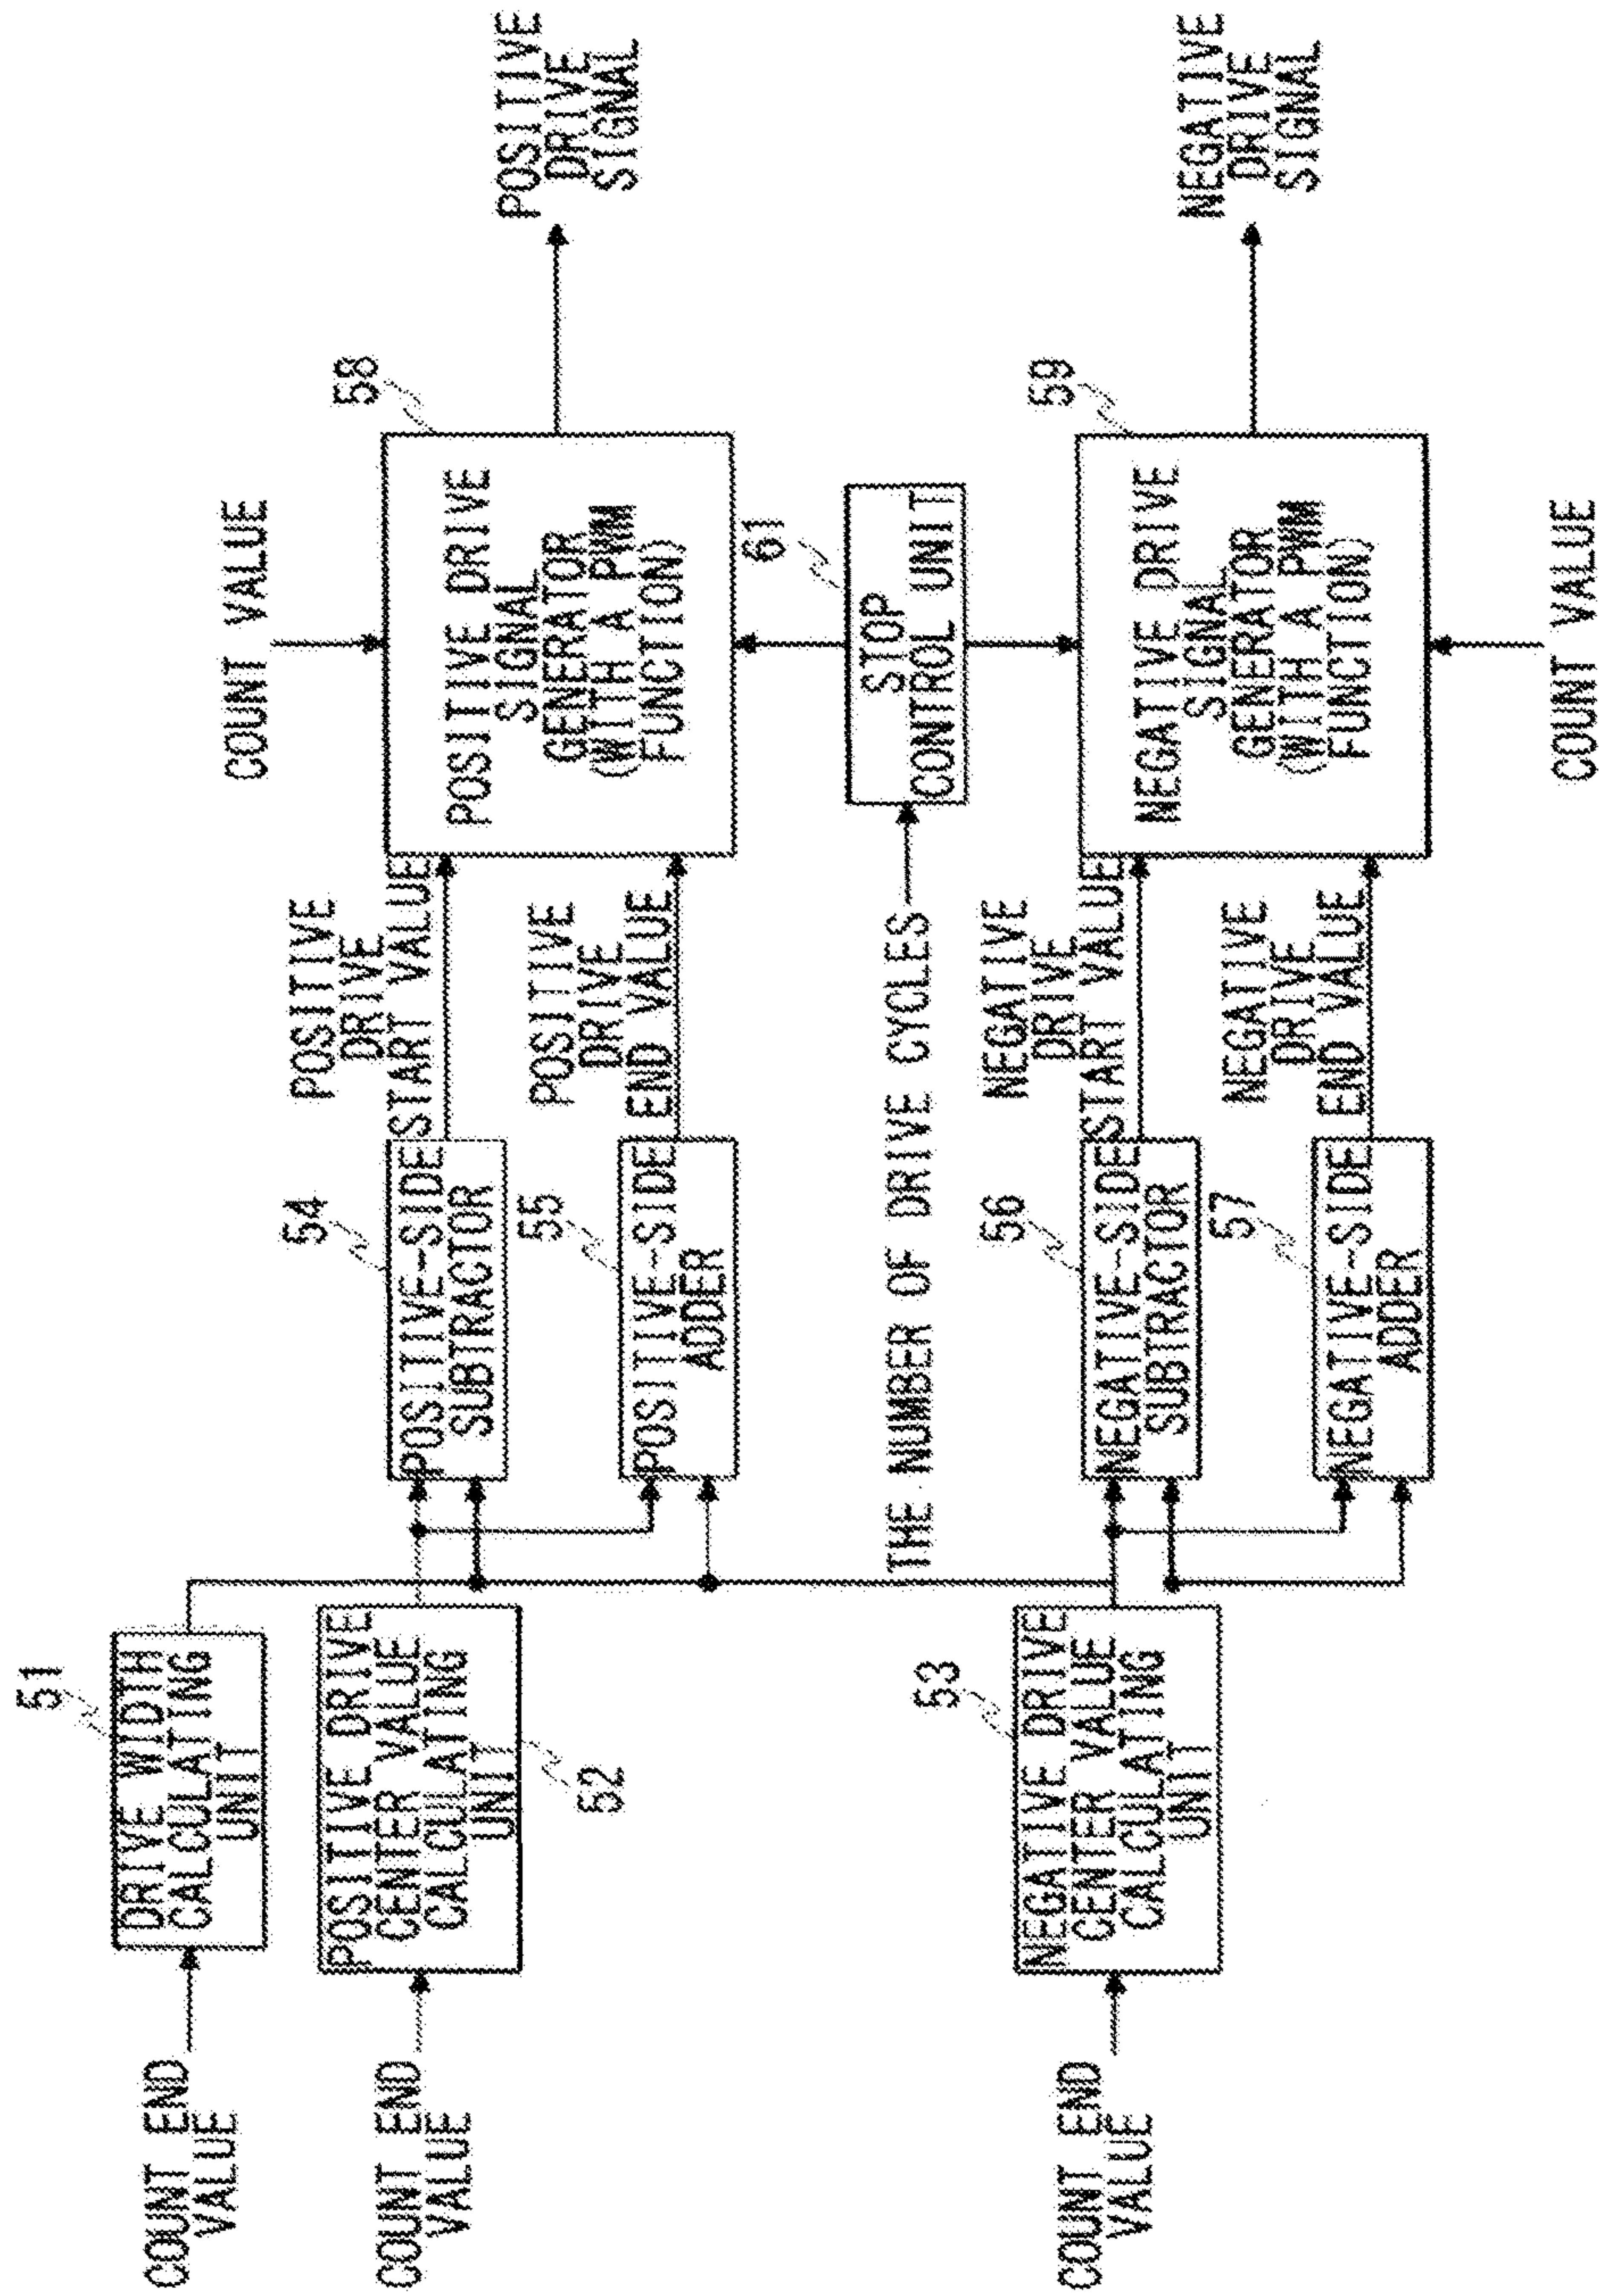 COUNT END
VALUE
51
DRIVE WIDTH
CALCULATING
UNIT
COUNT END
VALUE
POSITIVE DRIVE
CENTER VALUE
CALCULATING
UNIT
52
54
POSITIVE-SIDE
SUBTRACTOR
POSITIVE
DRIVE
START VALUE
55
POSITIVE-SIDE
ADDER
POSITIVE
DRIVE
END VALUE
COUNT VALUE
58
POSITIVE DRIVE
SIGNAL
GENERATOR
(WITH A PWM
FUNCTION)
POSITIVE
DRIVE
SIGNAL
THE NUMBER OF DRIVE CYCLES
61
STOP
CONTROL UNIT
COUNT END
VALUE
53
NEGATIVE DRIVE
CENTER VALUE
CALCULATING
UNIT
56
NEGATIVE-SIDE
SUBTRACTOR
NEGATIVE
DRIVE
START VALUE
57
NEGATIVE-SIDE
ADDER
NEGATIVE
DRIVE
END VALUE
59
NEGATIVE DRIVE
SIGNAL
GENERATOR
(WITH A PWM
FUNCTION)
NEGATIVE
DRIVE
SIGNAL
COUNT VALUE